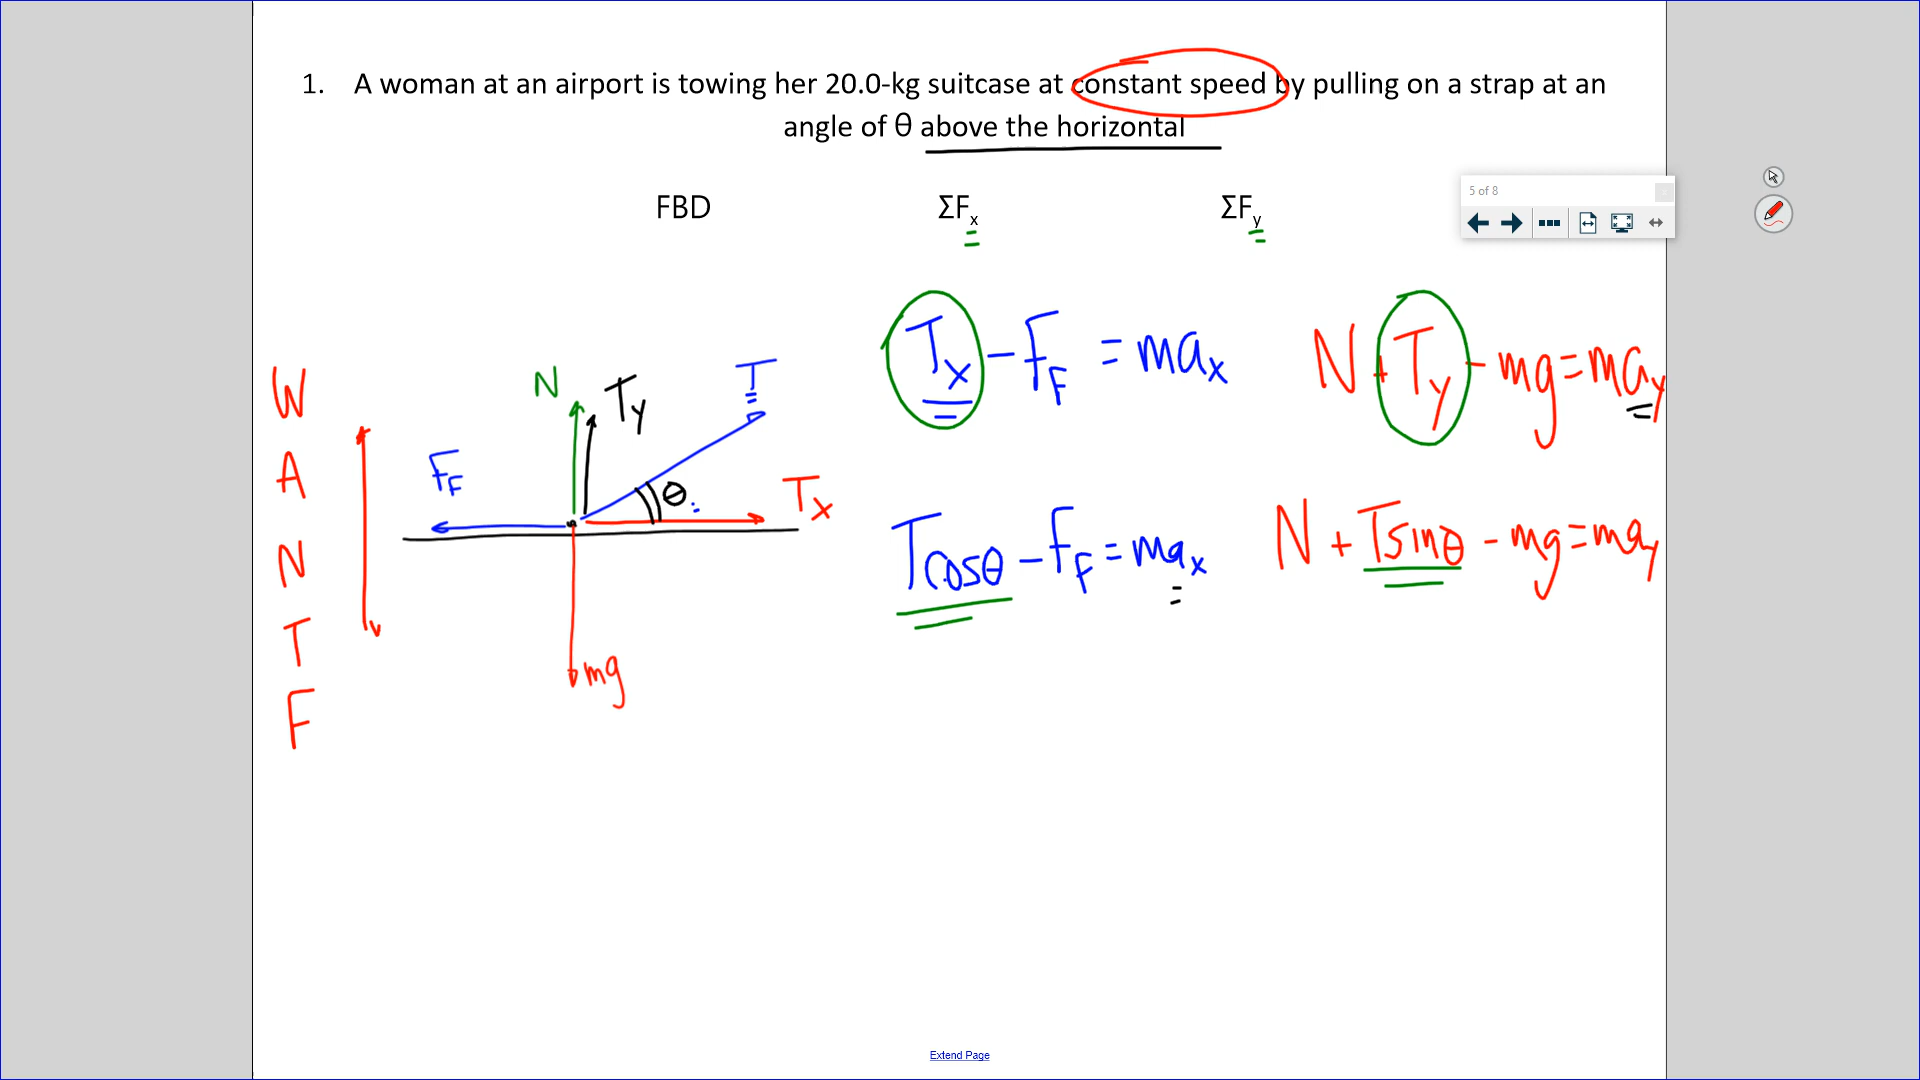 1. A woman at an airport is towing her 20.0-kg suitcase at constant speed by pulling on a strap at an
angle of θ above the horizontal
5 of 8
FBD ΣFx ΣFy
W
A
N
T
F
N
Ty
T
FF
θ
Tx
mg
Tx - FF = max
N + Ty - mg = may
Tcosθ - FF = max
N + Tsinθ - mg = may
Extend Page